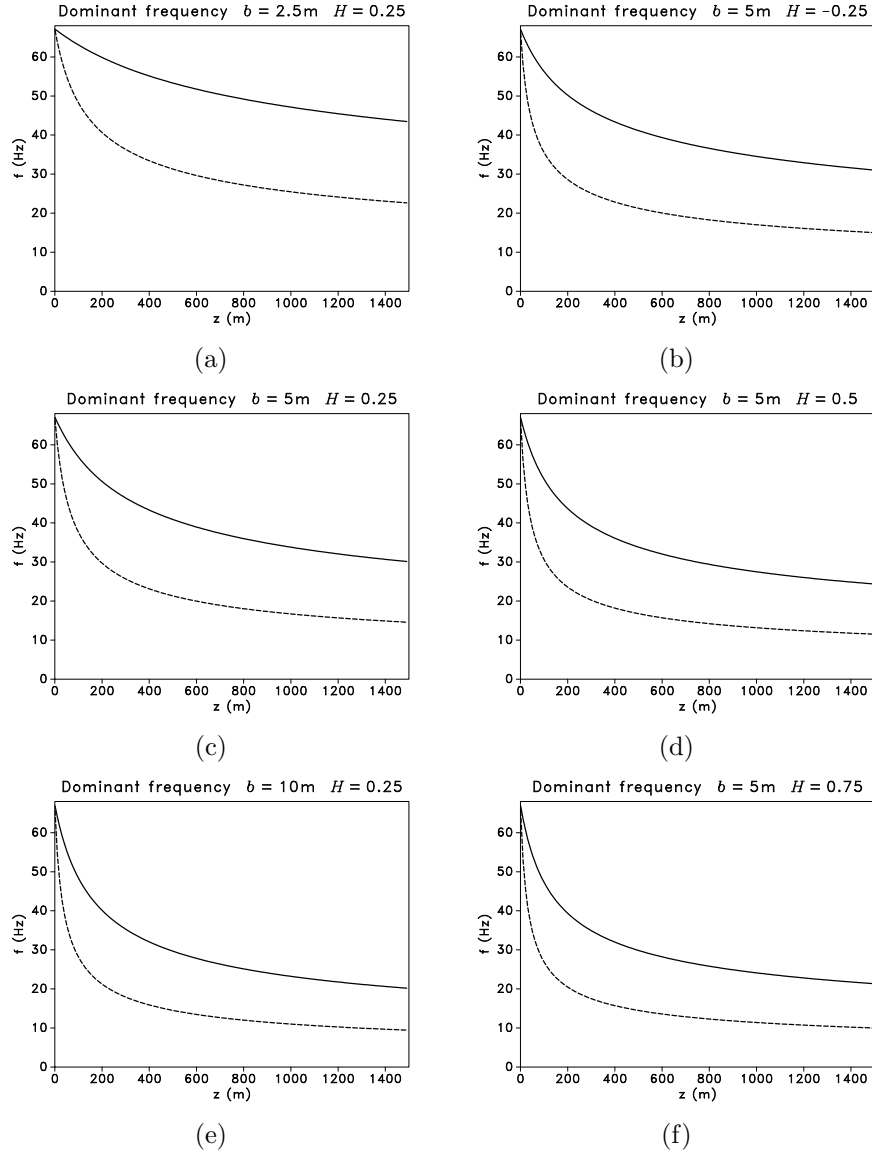 Dominant frequency b = 2.5m H = 0.25
f (Hz)
60
50
40
30
20
10
0
0 200 400 600 800 1000 1200 1400
z (m)
(a)
Dominant frequency b = 5m H = -0.25
f (Hz)
60
50
40
30
20
10
0
0 200 400 600 800 1000 1200 1400
z (m)
(b)
Dominant frequency b = 5m H = 0.25
f (Hz)
60
50
40
30
20
10
0
0 200 400 600 800 1000 1200 1400
z (m)
(c)
Dominant frequency b = 5m H = 0.5
f (Hz)
60
50
40
30
20
10
0
0 200 400 600 800 1000 1200 1400
z (m)
(d)
Dominant frequency b = 10m H = 0.25
f (Hz)
60
50
40
30
20
10
0
0 200 400 600 800 1000 1200 1400
z (m)
(e)
Dominant frequency b = 5m H = 0.75
f (Hz)
60
50
40
30
20
10
0
0 200 400 600 800 1000 1200 1400
z (m)
(f)